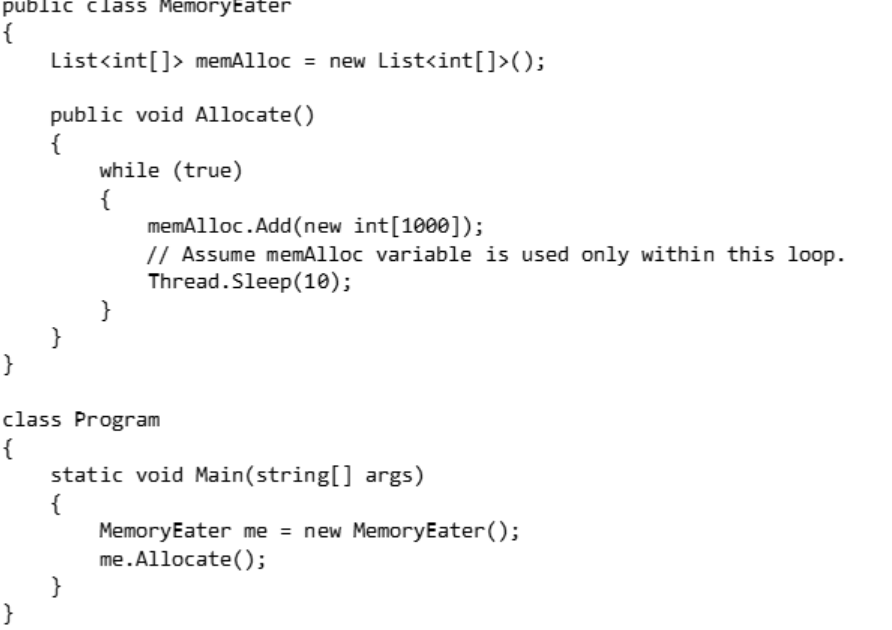 public class MemoryEater
{
    List<int[]> memAlloc = new List<int[]>();
    public void Allocate()
    {
        while (true)
        {
            memAlloc.Add(new int[1000]);
            // Assume memAlloc variable is used only within this loop.
            Thread.Sleep(10);
        }
    }
}
class Program
{
    static void Main(string[] args)
    {
        MemoryEater me = new MemoryEater();
        me.Allocate();
    }
}